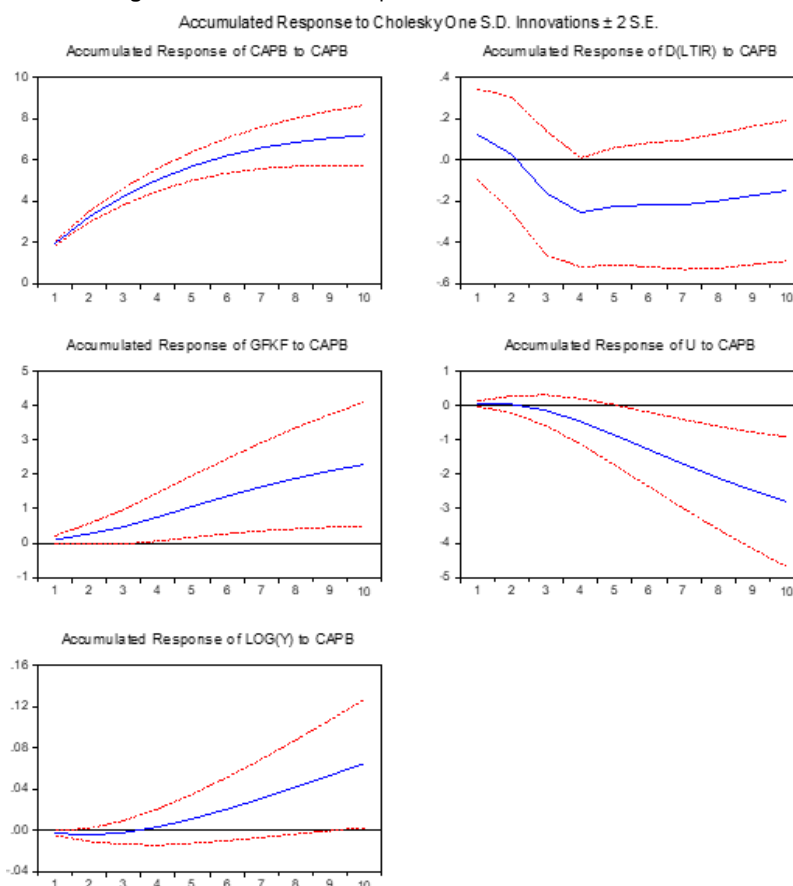 Accumulated Response to Cholesky One S.D. Innovations ± 2 S.E.
Accumulated Response of CAPB to CAPB
10
8
6
4
2
0
1 2 3 4 5 6 7 8 9 10
Accumulated Response of D(LTIR) to CAPB
.4
.2
.0
-.2
-.4
-.6
1 2 3 4 5 6 7 8 9 10
Accumulated Response of GFKF to CAPB
5
4
3
2
1
0
-1
1 2 3 4 5 6 7 8 9 10
Accumulated Response of U to CAPB
1
0
-1
-2
-3
-4
-5
1 2 3 4 5 6 7 8 9 10
Accumulated Response of LOG(Y) to CAPB
.16
.12
.08
.04
.00
-.04
1 2 3 4 5 6 7 8 9 10